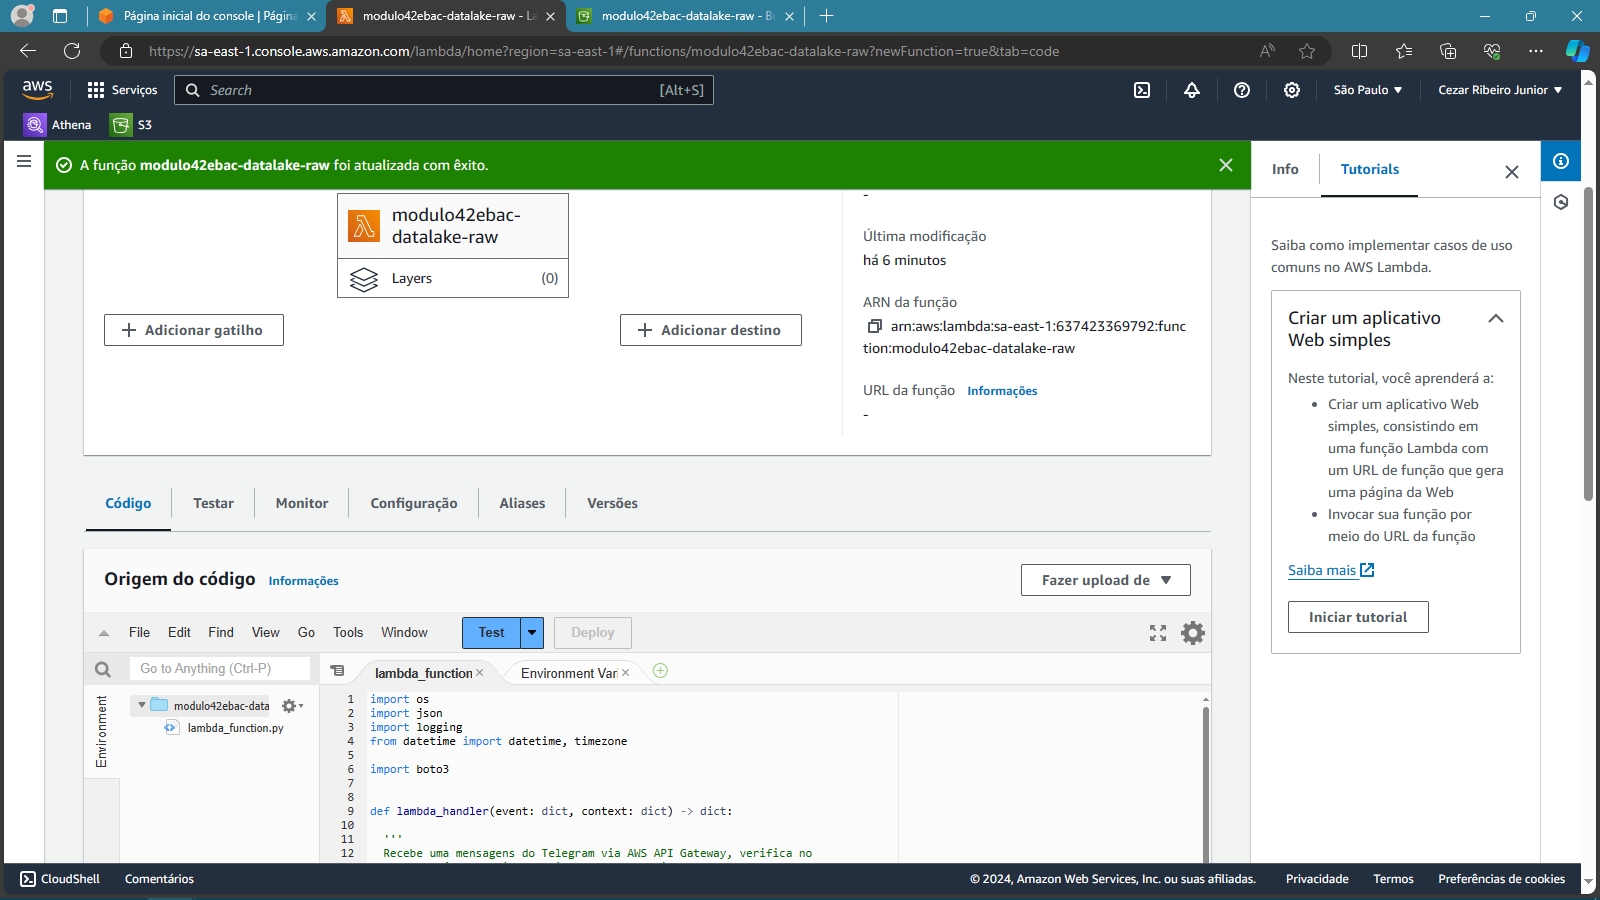 Página inicial do console | Página
modulo42ebac-datalake-raw - La
modulo42ebac-datalake-raw - Bu
https://sa-east-1.console.aws.amazon.com/lambda/home?region=sa-east-1#/functions/modulo42ebac-datalake-raw?newFunction=true&tab=code
aws
Serviços
Search
[Alt+S]
São Paulo
Cezar Ribeiro Junior
Athena
S3
A função modulo42ebac-datalake-raw foi atualizada com êxito.
modulo42ebac-
datalake-raw
Layers
(0)
Adicionar gatilho
Adicionar destino
-
Última modificação
há 6 minutos
ARN da função
arn:aws:lambda:sa-east-1:637423369792:func
tion:modulo42ebac-datalake-raw
URL da função Informações
-
Info
Tutorials
Saiba como implementar casos de uso
comuns no AWS Lambda.
Criar um aplicativo
Web simples
Neste tutorial, você aprenderá a:
• Criar um aplicativo Web
simples, consistindo em
uma função Lambda com
um URL de função que gera
uma página da Web
• Invocar sua função por
meio do URL da função
Saiba mais
Iniciar tutorial
Código
Testar
Monitor
Configuração
Aliases
Versões
Origem do código Informações
Fazer upload de
File Edit Find View Go Tools Window
Test
Deploy
Go to Anything (Ctrl-P)
lambda_function
Environment Vari
Environment
modulo42ebac-data
lambda_function.py
1 import os
2 import json
3 import logging
4 from datetime import datetime, timezone
5
6 import boto3
7
8
9 def lambda_handler(event: dict, context: dict) -> dict:
10
11 '''
12 Recebe uma mensagens do Telegram via AWS API Gateway, verifica no
CloudShell
Comentários
© 2024, Amazon Web Services, Inc. ou suas afiliadas.
Privacidade
Termos
Preferências de cookies